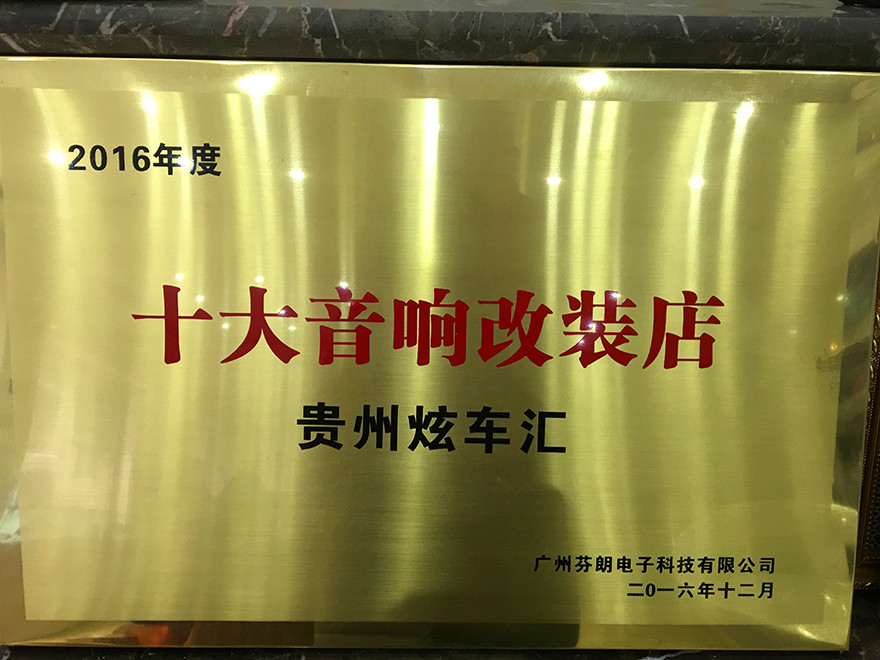 2016年度
十大音响改装店
贵州炫车汇
广州芬朗电子科技有限公司
二0一六年十二月